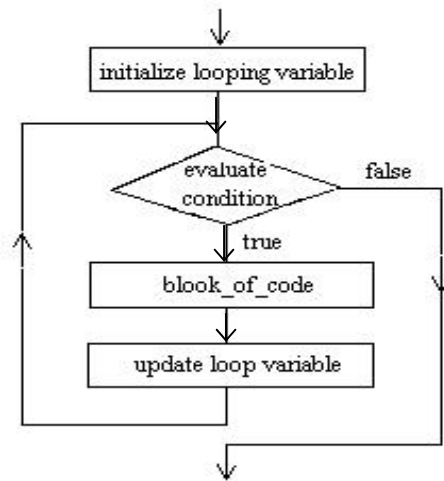 initialize looping variable
evaluate
condition
false
true
blook_of_code
update loop variable